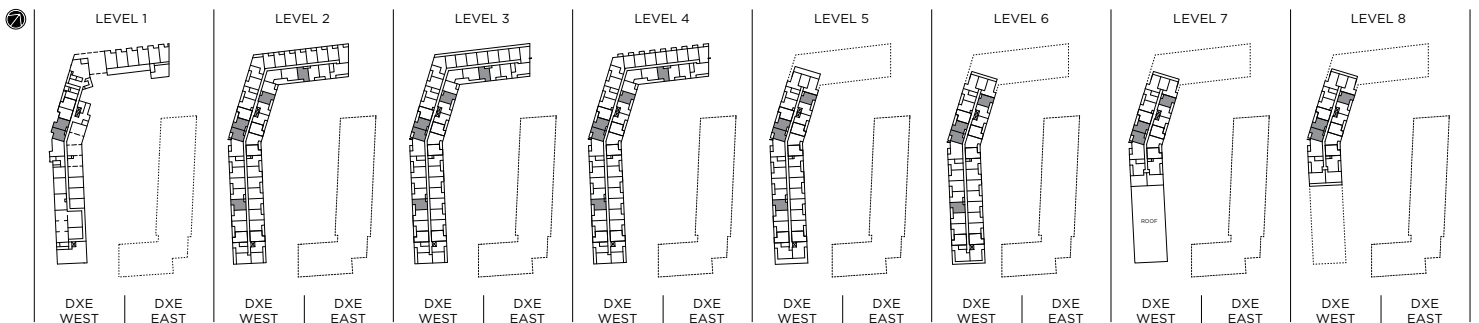 LEVEL 1
LEVEL 2
LEVEL 3
LEVEL 4
LEVEL 5
LEVEL 6
LEVEL 7
LEVEL 8
ROOF
DXE WEST
DXE EAST
DXE WEST
DXE EAST
DXE WEST
DXE EAST
DXE WEST
DXE EAST
DXE WEST
DXE EAST
DXE WEST
DXE EAST
DXE WEST
DXE EAST
DXE WEST
DXE EAST